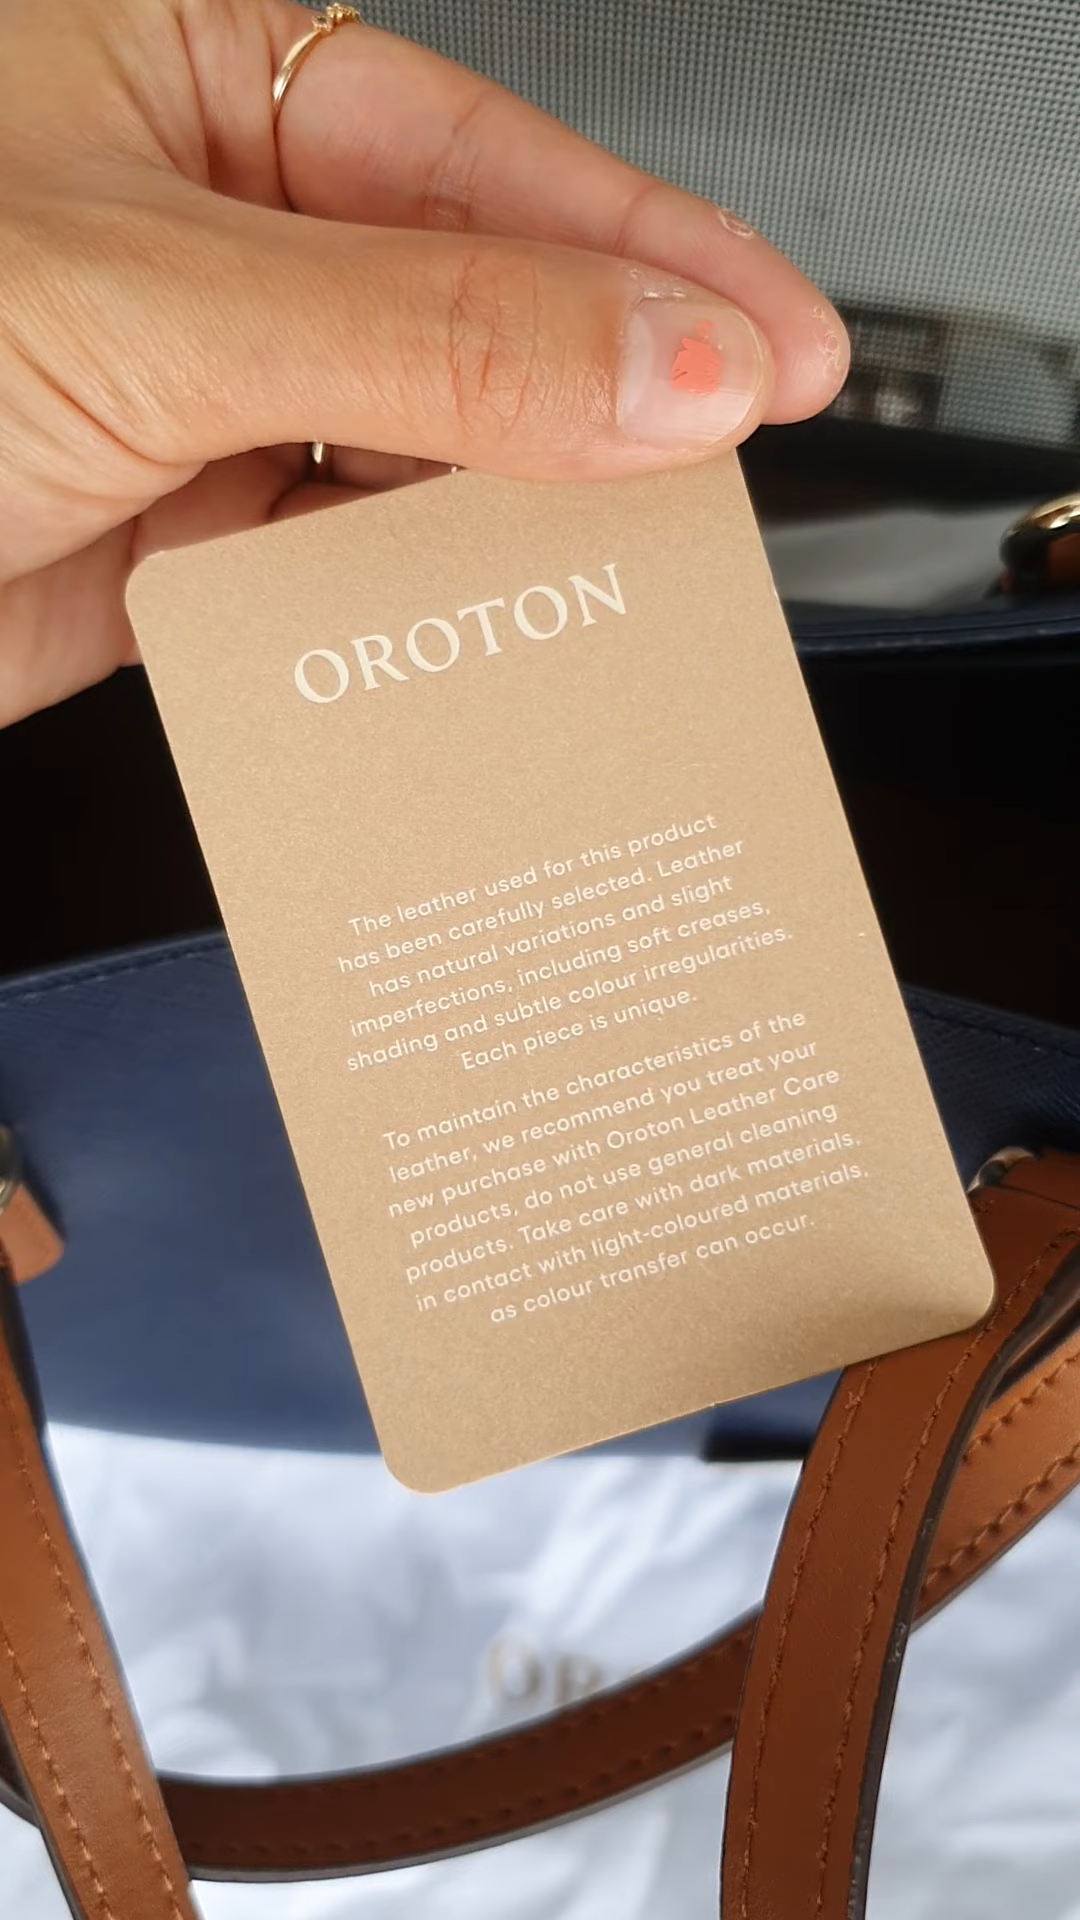 OROTON
The leather used for this product
has been carefully selected. Leather
has natural variations and slight
imperfections, including soft creases,
shading and subtle colour irregularities.
Each piece is unique.
To maintain the characteristics of the
leather, we recommend you treat your
new purchase with Oroton Leather Care
products, do not use general cleaning
products. Take care with dark materials,
in contact with light-coloured materials,
as colour transfer can occur.
OR